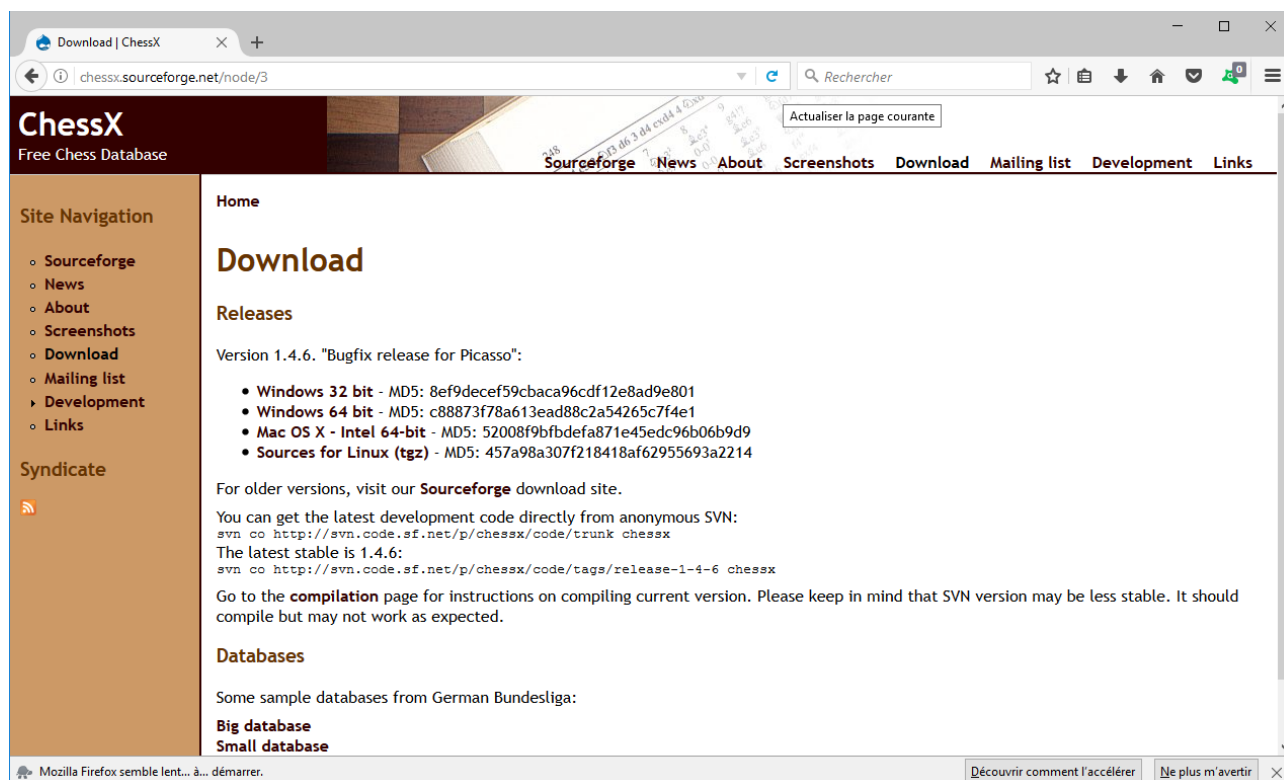 Download | ChessX
chessx.sourceforge.net/node/3
Rechercher
0
Actualiser la page courante
ChessX
Free Chess Database
Sourceforge News About Screenshots Download Mailing list Development Links
Site Navigation
Sourceforge
News
About
Screenshots
Download
Mailing list
Development
Links
Syndicate
Home
Download
Releases
Version 1.4.6. "Bugfix release for Picasso":
Windows 32 bit - MD5: 8ef9decef59cbaca96cdf12e8ad9e801
Windows 64 bit - MD5: c88873f78a613ead88c2a54265c7f4e1
Mac OS X - Intel 64-bit - MD5: 52008f9bfbdefa871e45edc96b06b9d9
Sources for Linux (tgz) - MD5: 457a98a307f218418af62955693a2214
For older versions, visit our Sourceforge download site.
You can get the latest development code directly from anonymous SVN:
svn co http://svn.code.sf.net/p/chessx/code/trunk chessx
The latest stable is 1.4.6:
svn co http://svn.code.sf.net/p/chessx/code/tags/release-1-4-6 chessx
Go to the compilation page for instructions on compiling current version. Please keep in mind that SVN version may be less stable. It should
compile but may not work as expected.
Databases
Some sample databases from German Bundesliga:
Big database
Small database
Mozilla Firefox semble lent... à... démarrer.
Découvrir comment l'accélérer
Ne plus m'avertir